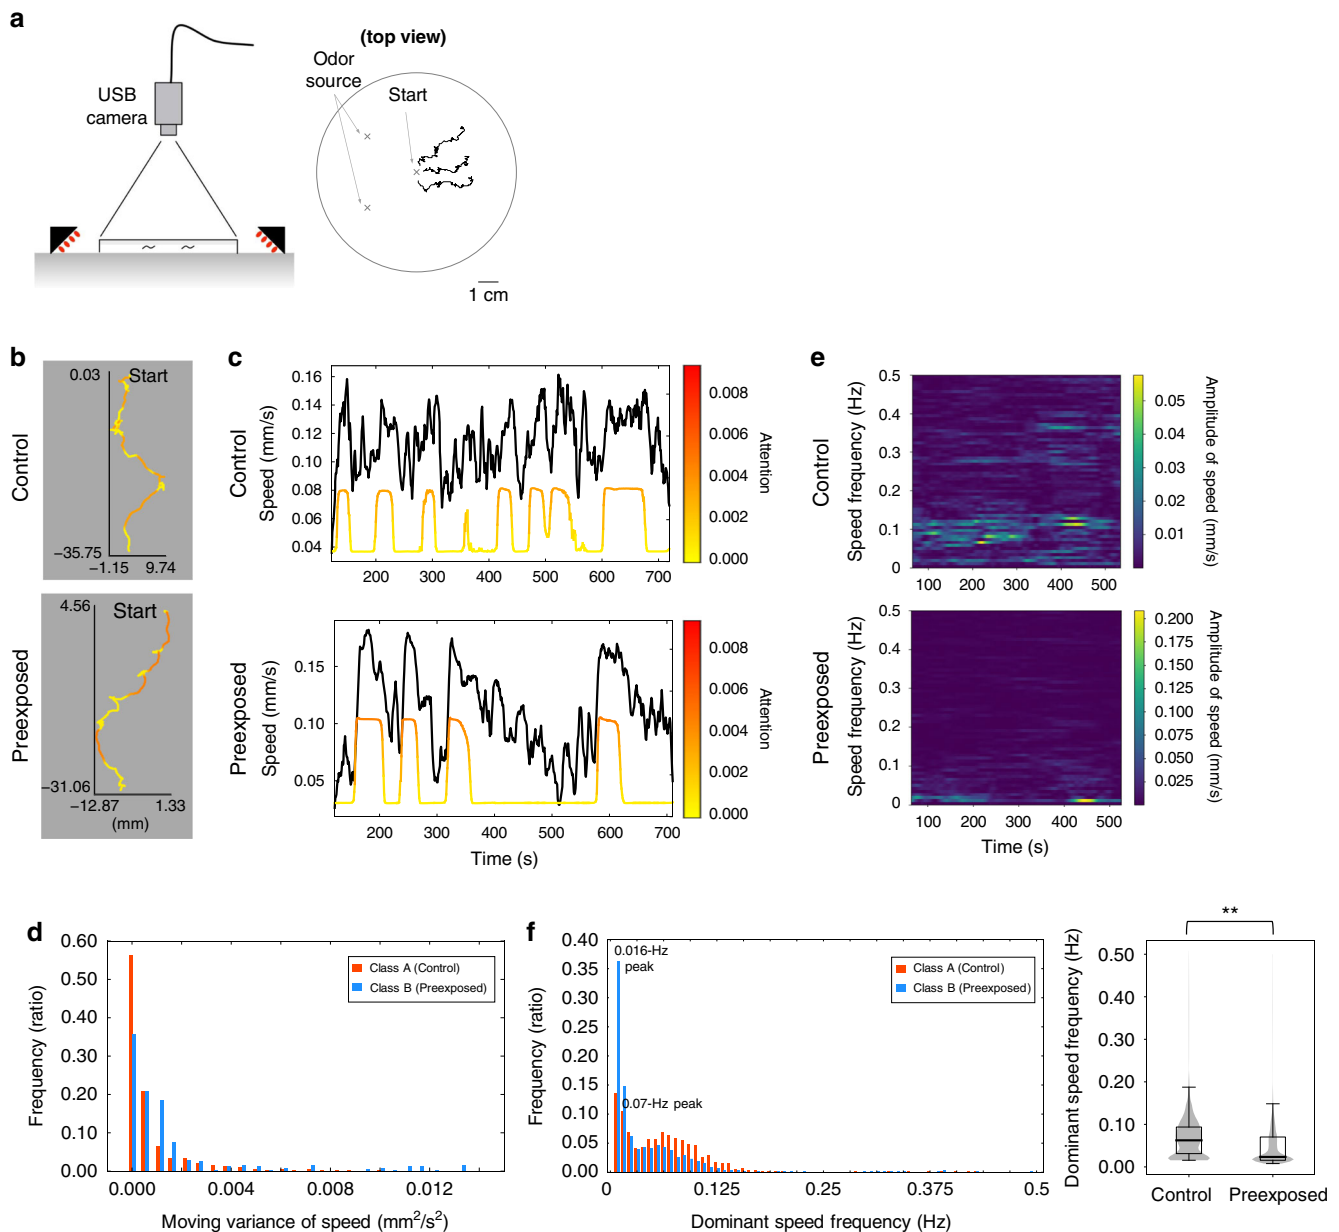 a
(top view)
Odor
source
Start
USB
camera
1 cm
b
Control
0.03
Start
−35.75
−1.15
9.74
Preexposed
4.56
Start
−31.06
−12.87
1.33
(mm)
c
Control
Speed (mm/s)
0.16
0.14
0.12
0.10
0.08
0.06
0.04
200
300
400
500
600
700
0.008
0.006
0.004
0.002
0.000
Attention
Preexposed
Speed (mm/s)
0.15
0.10
0.05
200
300
400
500
600
700
Time (s)
0.008
0.006
0.004
0.002
0.000
Attention
e
Control
Speed frequency (Hz)
0.5
0.4
0.3
0.2
0.1
0
100
200
300
400
500
0.05
0.04
0.03
0.02
0.01
Amplitude of speed (mm/s)
Preexposed
Speed frequency (Hz)
0.5
0.4
0.3
0.2
0.1
0
100
200
300
400
500
Time (s)
0.200
0.175
0.150
0.125
0.100
0.075
0.050
0.025
Amplitude of speed (mm/s)
d
Frequency (ratio)
0.60
0.50
0.40
0.30
0.20
0.10
0.00
Class A (Control)
Class B (Preexposed)
0.000
0.004
0.008
0.012
Moving variance of speed (mm²/s²)
f
Frequency (ratio)
0.40
0.35
0.30
0.25
0.20
0.15
0.10
0.05
0.00
0.016-Hz
peak
0.07-Hz peak
Class A (Control)
Class B (Preexposed)
0
0.125
0.25
0.375
0.5
Dominant speed frequency (Hz)
Dominant speed frequency (Hz)
**
0.50
0.40
0.30
0.20
0.10
0.00
Control
Preexposed